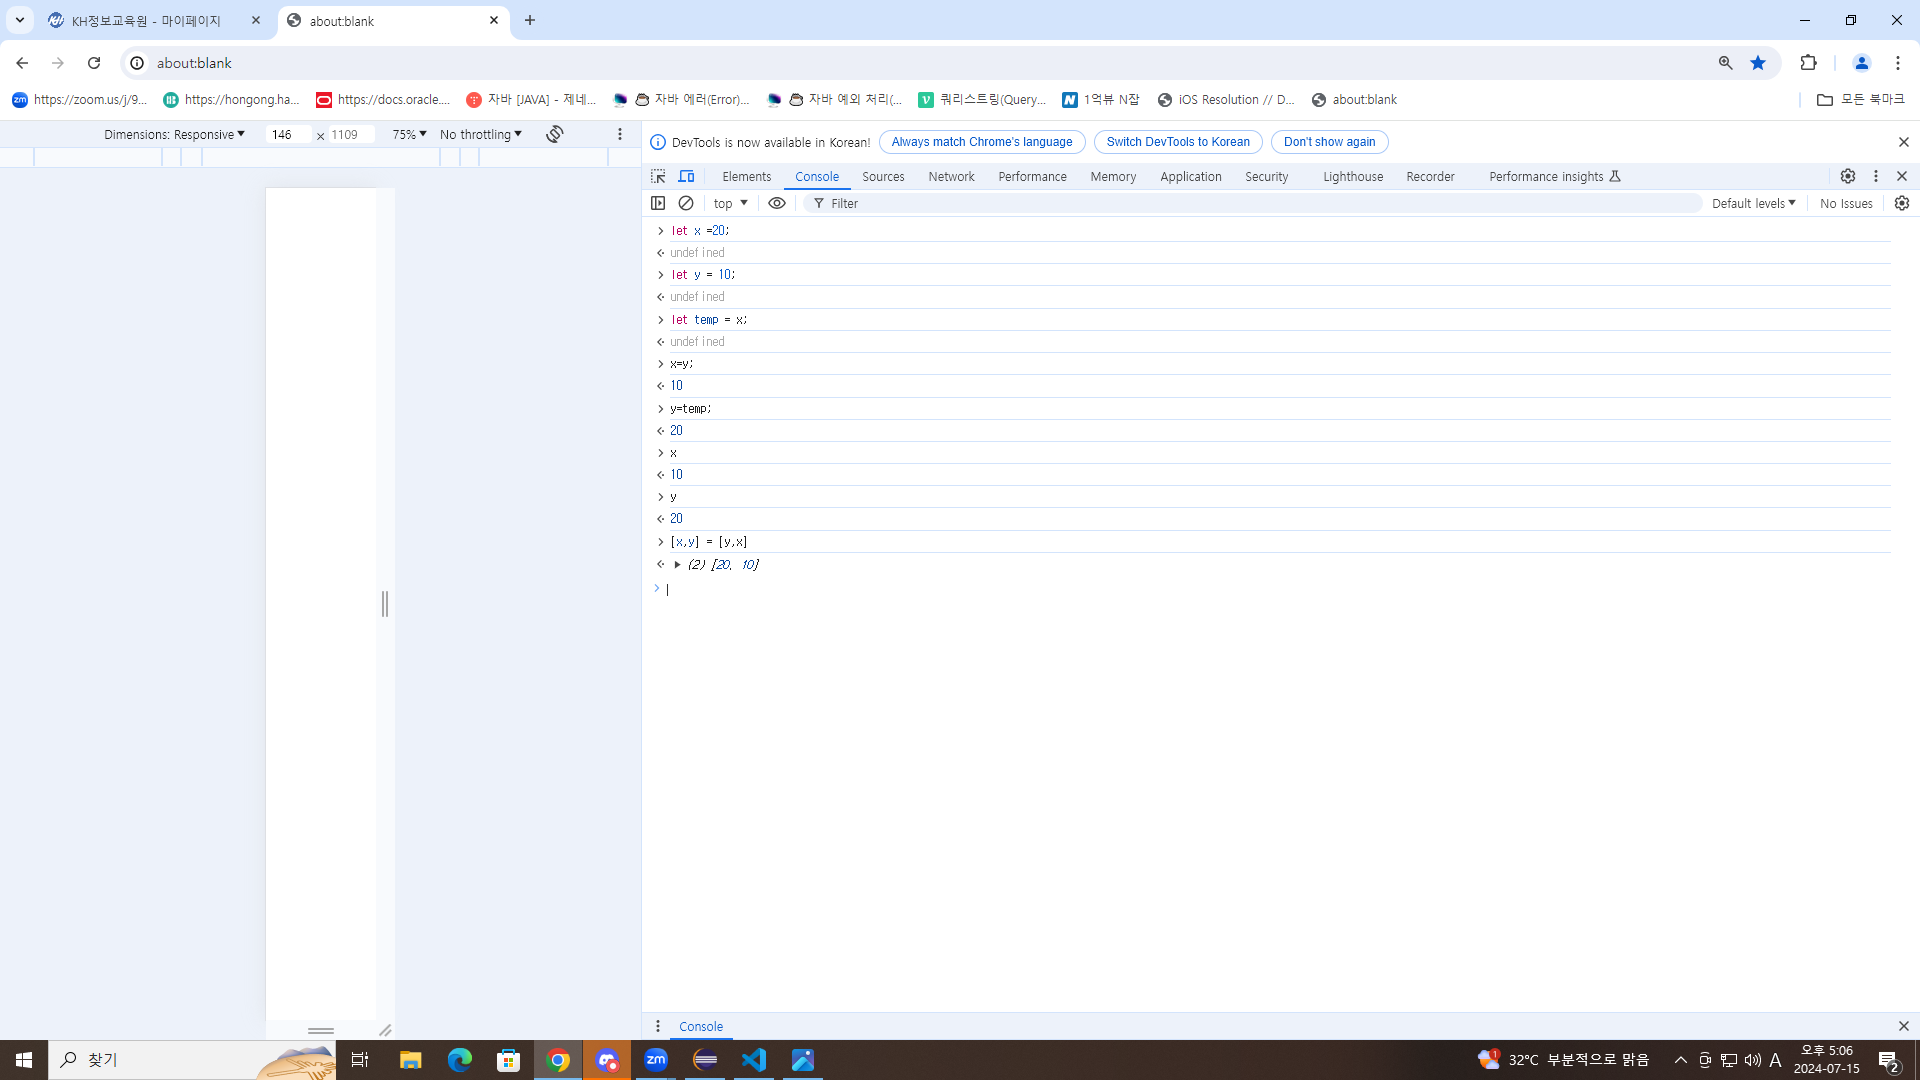 KH정보교육원 - 마이페이지
about:blank
about:blank
https://zoom.us/j/9...
https://hongong.ha...
https://docs.oracle....
자바 [JAVA] - 제네...
자바 에러(Error)...
자바 예외 처리(...
쿼리스트링(Query...
1억뷰 N잡
iOS Resolution // D...
about:blank
모든 북마크
Dimensions: Responsive
146 × 1109
75%
No throttling
DevTools is now available in Korean!
Always match Chrome's language
Switch DevTools to Korean
Don't show again
Elements
Console
Sources
Network
Performance
Memory
Application
Security
Lighthouse
Recorder
Performance insights
top
Filter
Default levels
No Issues
let x =20;
undefined
let y = 10;
undefined
let temp = x;
undefined
x=y;
10
y=temp;
20
x
10
y
20
[x,y] = [y,x]
(2) [20, 10]
Console
찾기
zm
1
32°C 부분적으로 맑음
A
오후 5:06
2024-07-15
2